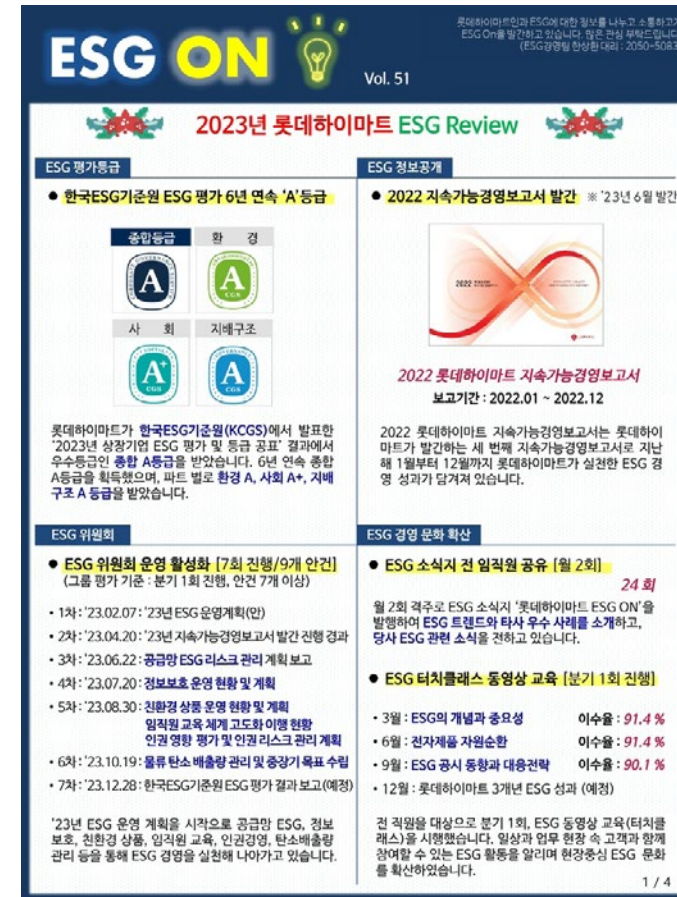 ESG ON
Vol. 51
롯데하이마트인과 ESG에 대한 정보를 나누고 소통하고자
ESG On을 발간하고 있습니다. 많은 관심 부탁드립니다
(ESG경영팀 한상환 대리 : 2050-5083
2023년 롯데하이마트 ESG Review
ESG 평가등급
● 한국ESG기준원 ESG 평가 6년 연속 ‘A’등급
종합등급 환 경
A A
CGS
사 회 지배구조
A+ A
CGS CGS
롯데하이마트가 한국ESG기준원(KCGS)에서 발표한
‘2023년 상장기업 ESG 평가 및 등급 공표’ 결과에서
우수등급인 종합 A등급을 받았습니다. 6년 연속 종합
A등급을 획득했으며, 파트 별로 환경 A, 사회 A+, 지배
구조 A 등급을 받았습니다.
ESG 정보공개
● 2022 지속가능경영보고서 발간 ※ ’23년 6월 발간
2022
2022 롯데하이마트 지속가능경영보고서
보고기간 : 2022.01 ~ 2022.12
2022 롯데하이마트 지속가능경영보고서는 롯데하이
마트가 발간하는 세 번째 지속가능경영보고서로 지난
해 1월부터 12월까지 롯데하이마트가 실천한 ESG 경
영 성과가 담겨져 있습니다.
ESG 위원회
● ESG 위원회 운영 활성화 [7회 진행/9개 안건]
(그룹 평가 기준 : 분기 1회 진행, 안건 7개 이상)
• 1차 : ’23.02.07 : ’23년 ESG 운영계획(안)
• 2차 : ’23.04.20 : ’23년 지속가능경영보고서 발간 진행 경과
• 3차 : ’23.06.22 : 공급망 ESG 리스크 관리 계획 보고
• 4차 : ’23.07.20 : 정보보호 운영 현황 및 계획
• 5차 : ’23.08.30 : 친환경 상품 운영 현황 및 계획
임직원 교육 체계 고도화 이행 현황
인권 영향 평가 및 인권 리스크 관리 계획
• 6차 : ’23.10.19 : 물류 탄소 배출량 관리 및 중장기 목표 수립
• 7차 : ’23.12.28 : 한국ESG기준원 ESG 평가 결과 보고(예정)
’23년 ESG 운영 계획을 시작으로 공급망 ESG, 정보
보호, 친환경 상품, 임직원 교육, 인권경영, 탄소배출량
관리 등을 통해 ESG 경영을 실천해 나아가고 있습니다.
ESG 경영 문화 확산
● ESG 소식지 전 임직원 공유 [월 2회]
24 회
월 2회 격주로 ESG 소식지 ‘롯데하이마트 ESG ON’을
발행하여 ESG 트렌드와 타사 우수 사례를 소개하고,
당사 ESG 관련 소식을 전하고 있습니다.
● ESG 터치클래스 동영상 교육 [분기 1회 진행]
• 3월 : ESG의 개념과 중요성 이수율 : 91.4 %
• 6월 : 전자제품 자원순환 이수율 : 91.4 %
• 9월 : ESG 공시 동향과 대응전략 이수율 : 90.1 %
• 12월 : 롯데하이마트 3개년 ESG 성과 (예정)
전 직원을 대상으로 분기 1회, ESG 동영상 교육(터치클
래스)을 시행했습니다. 일상과 업무 현장 속 고객과 함께
참여할 수 있는 ESG 활동을 알리며 현장중심 ESG 문화
를 확산하였습니다.
1 / 4